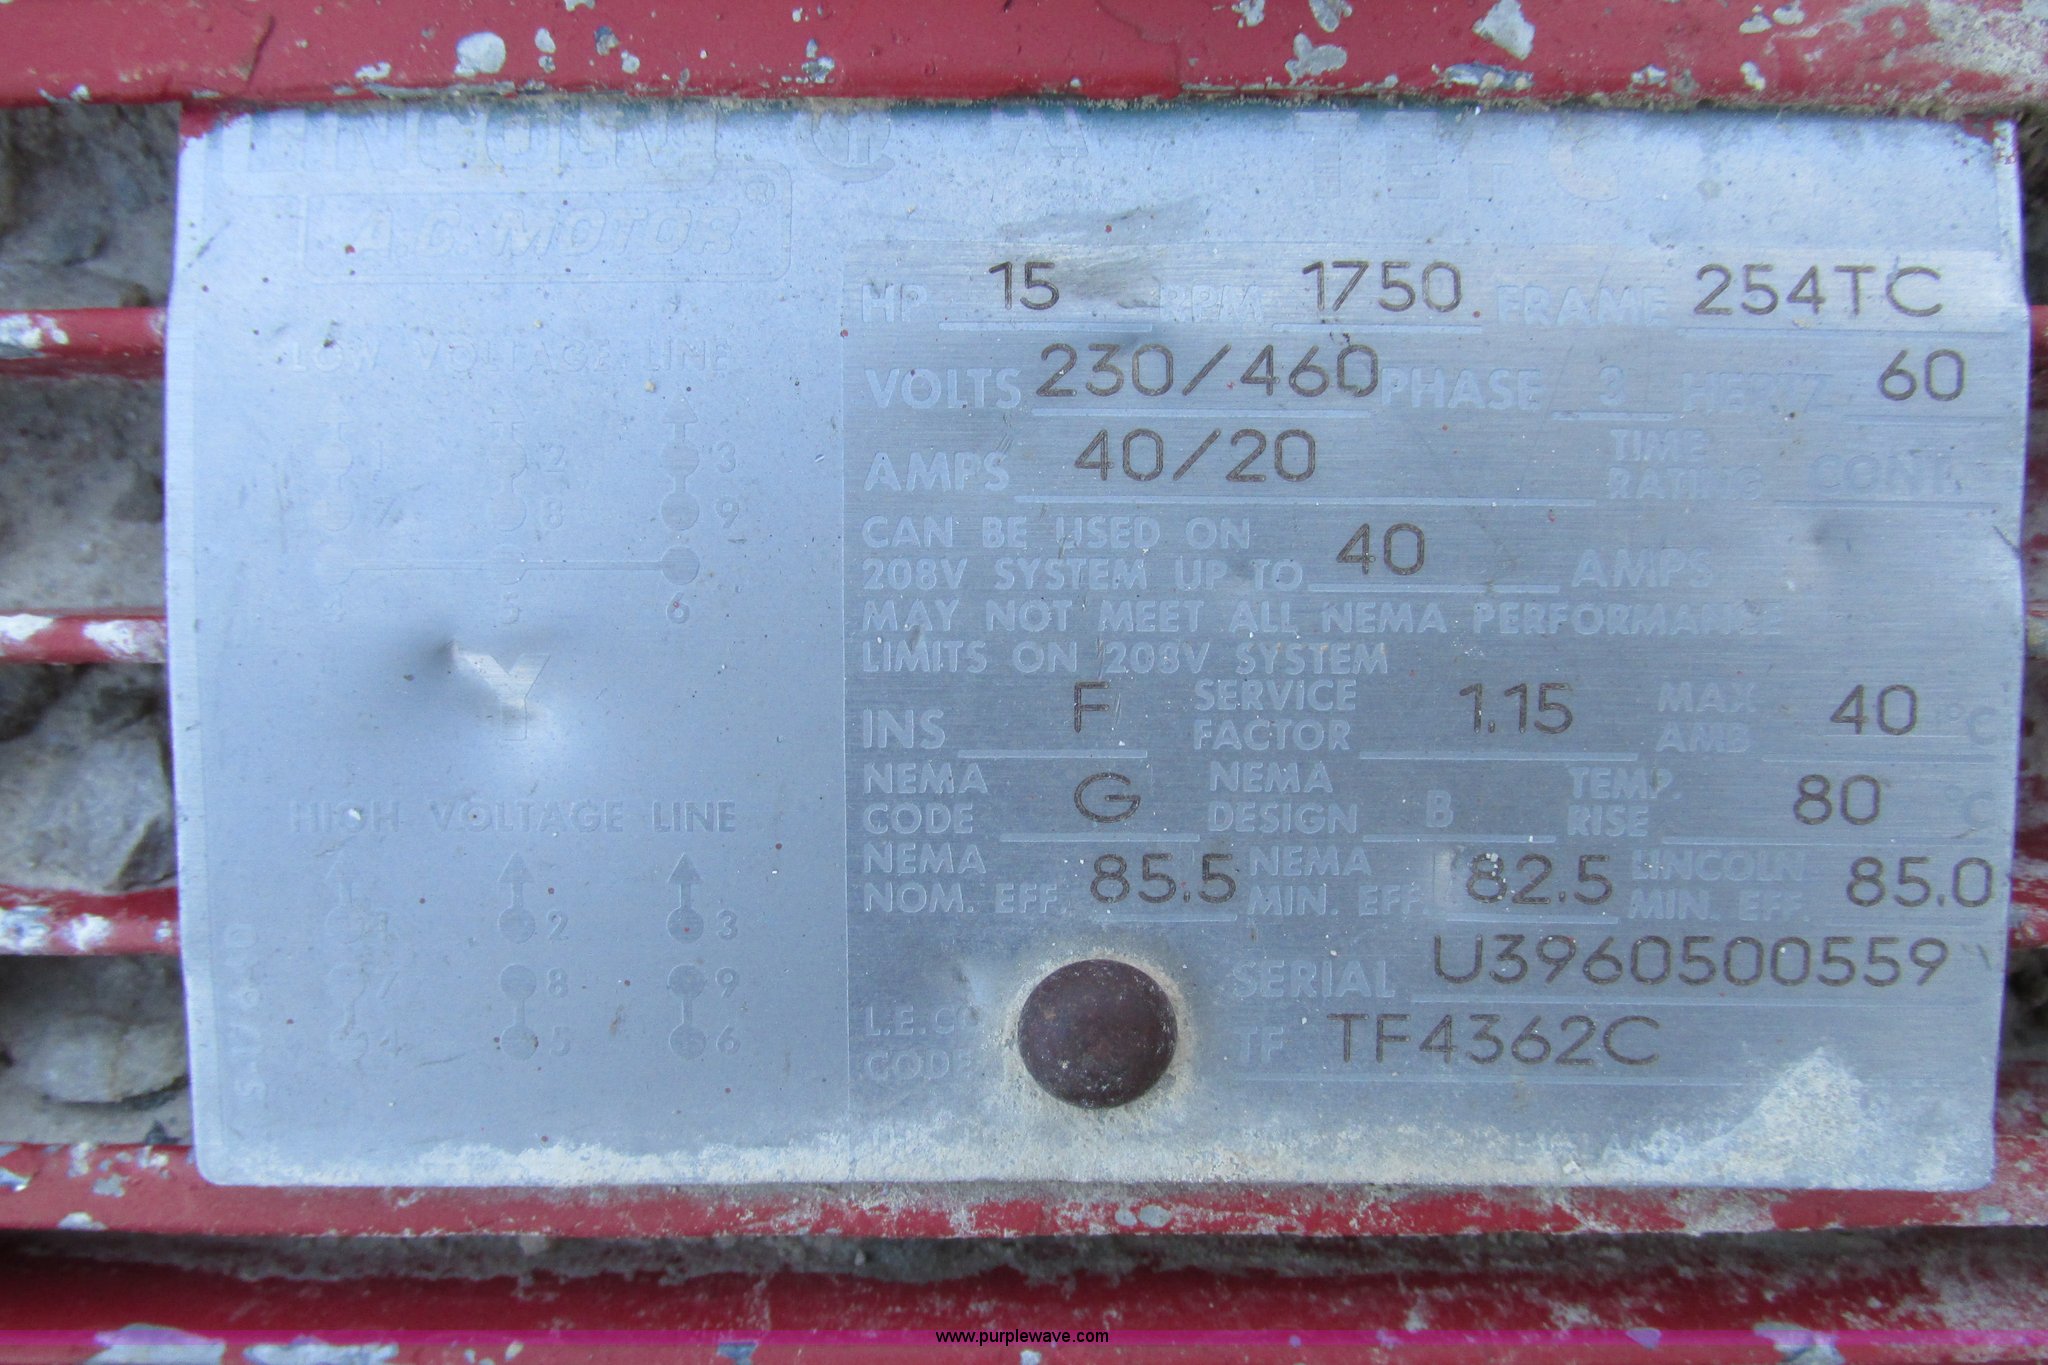 LINCOLN
TEFC
A.C. MOTOR®
HP 15 RPM 1750 FRAME 254TC
LOW VOLTAGE LINE
VOLTS 230/460 PHASE 3 HERTZ 60
1 2 3
AMPS 40/20 TIME RATING CONT.
7 8 9
CAN BE USED ON
208V SYSTEM UP TO 40 AMPS
4 5 6
MAY NOT MEET ALL NEMA PERFORMANCE
LIMITS ON 208V SYSTEM
Y
INS F SERVICE FACTOR 1.15 MAX AMB 40 °C
NEMA CODE G NEMA DESIGN B TEMP. RISE 80 °C
HIGH VOLTAGE LINE
NEMA NOM. EFF. 85.5 NEMA MIN. EFF. 82.5 LINCOLN MIN. EFF. 85.0
1 2 3
SERIAL U3960500559
7 8 9
L.E.CO CODE TF TF4362C
4 5 6
www.purplewave.com